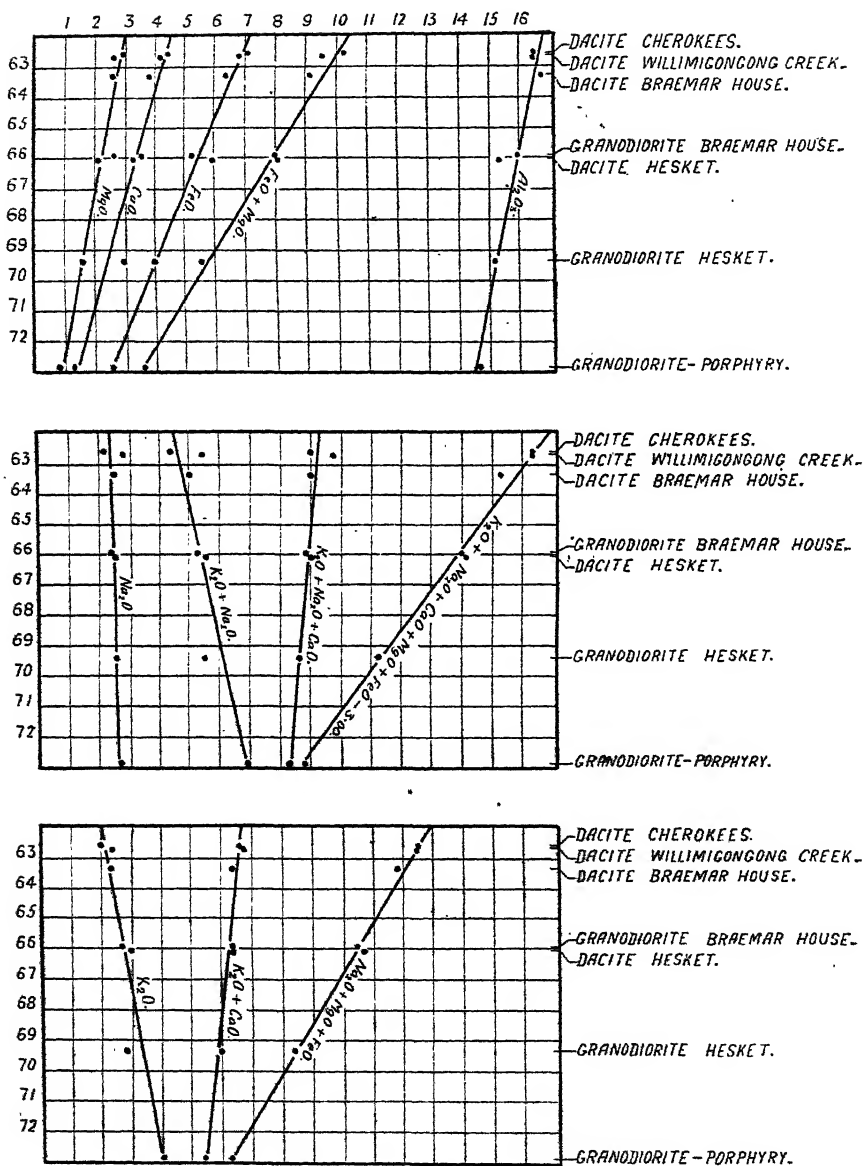 1 2 3 4 5 6 7 8 9 10 11 12 13 14 15 16
DACITE CHEROKEES.
63 DACITE WILLIMIGONGONG CREEK.
DACITE BRAEMAR HOUSE.
64
65
66 GRANODIORITE BRAEMAR HOUSE.
DACITE HESKET.
MgO. CaO. FeO. FeO + MgO. Al₂O₃.
67
68
69
GRANODIORITE HESKET.
70
71
72
GRANODIORITE-PORPHYRY.
DACITE CHEROKEES.
63 DACITE WILLIMIGONGONG CREEK.
DACITE BRAEMAR HOUSE.
64
65
66 GRANODIORITE BRAEMAR HOUSE.
DACITE HESKET.
Na₂O K₂O + Na₂O. K₂O + Na₂O + CaO. K₂O + Na₂O + CaO + MgO + FeO - 3·00.
67
68
69
GRANODIORITE HESKET.
70
71
72
GRANODIORITE-PORPHYRY.
DACITE CHEROKEES.
63 DACITE WILLIMIGONGONG CREEK.
DACITE BRAEMAR HOUSE.
64
65
66 GRANODIORITE BRAEMAR HOUSE.
DACITE HESKET.
K₂O. K₂O + CaO. Na₂O + MgO + FeO.
67
68
69
GRANODIORITE HESKET.
70
71
72
GRANODIORITE-PORPHYRY.